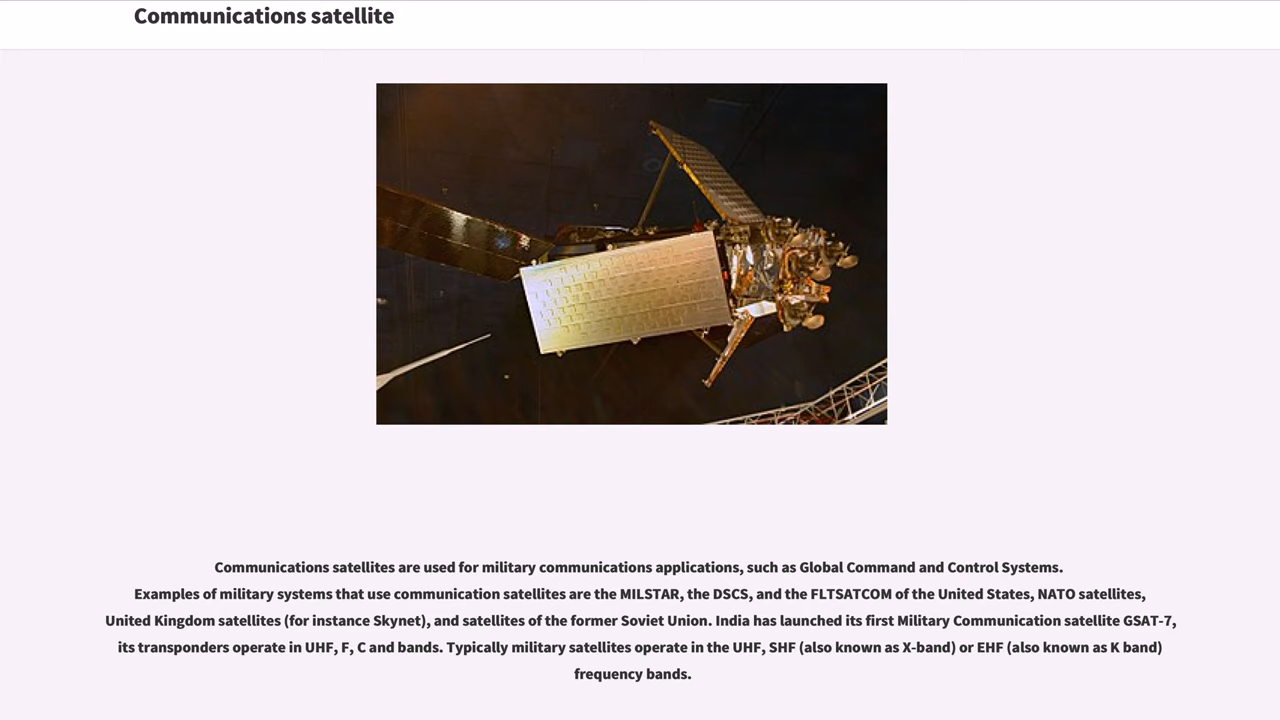 Communications satellite
Communications satellites are used for military communications applications, such as Global Command and Control Systems.
Examples of military systems that use communication satellites are the MILSTAR, the DSCS, and the FLTSATCOM of the United States, NATO satellites,
United Kingdom satellites (for instance Skynet), and satellites of the former Soviet Union. India has launched its first Military Communication satellite GSAT-7,
its transponders operate in UHF, F, C and bands. Typically military satellites operate in the UHF, SHF (also known as X-band) or EHF (also known as K band)
frequency bands.